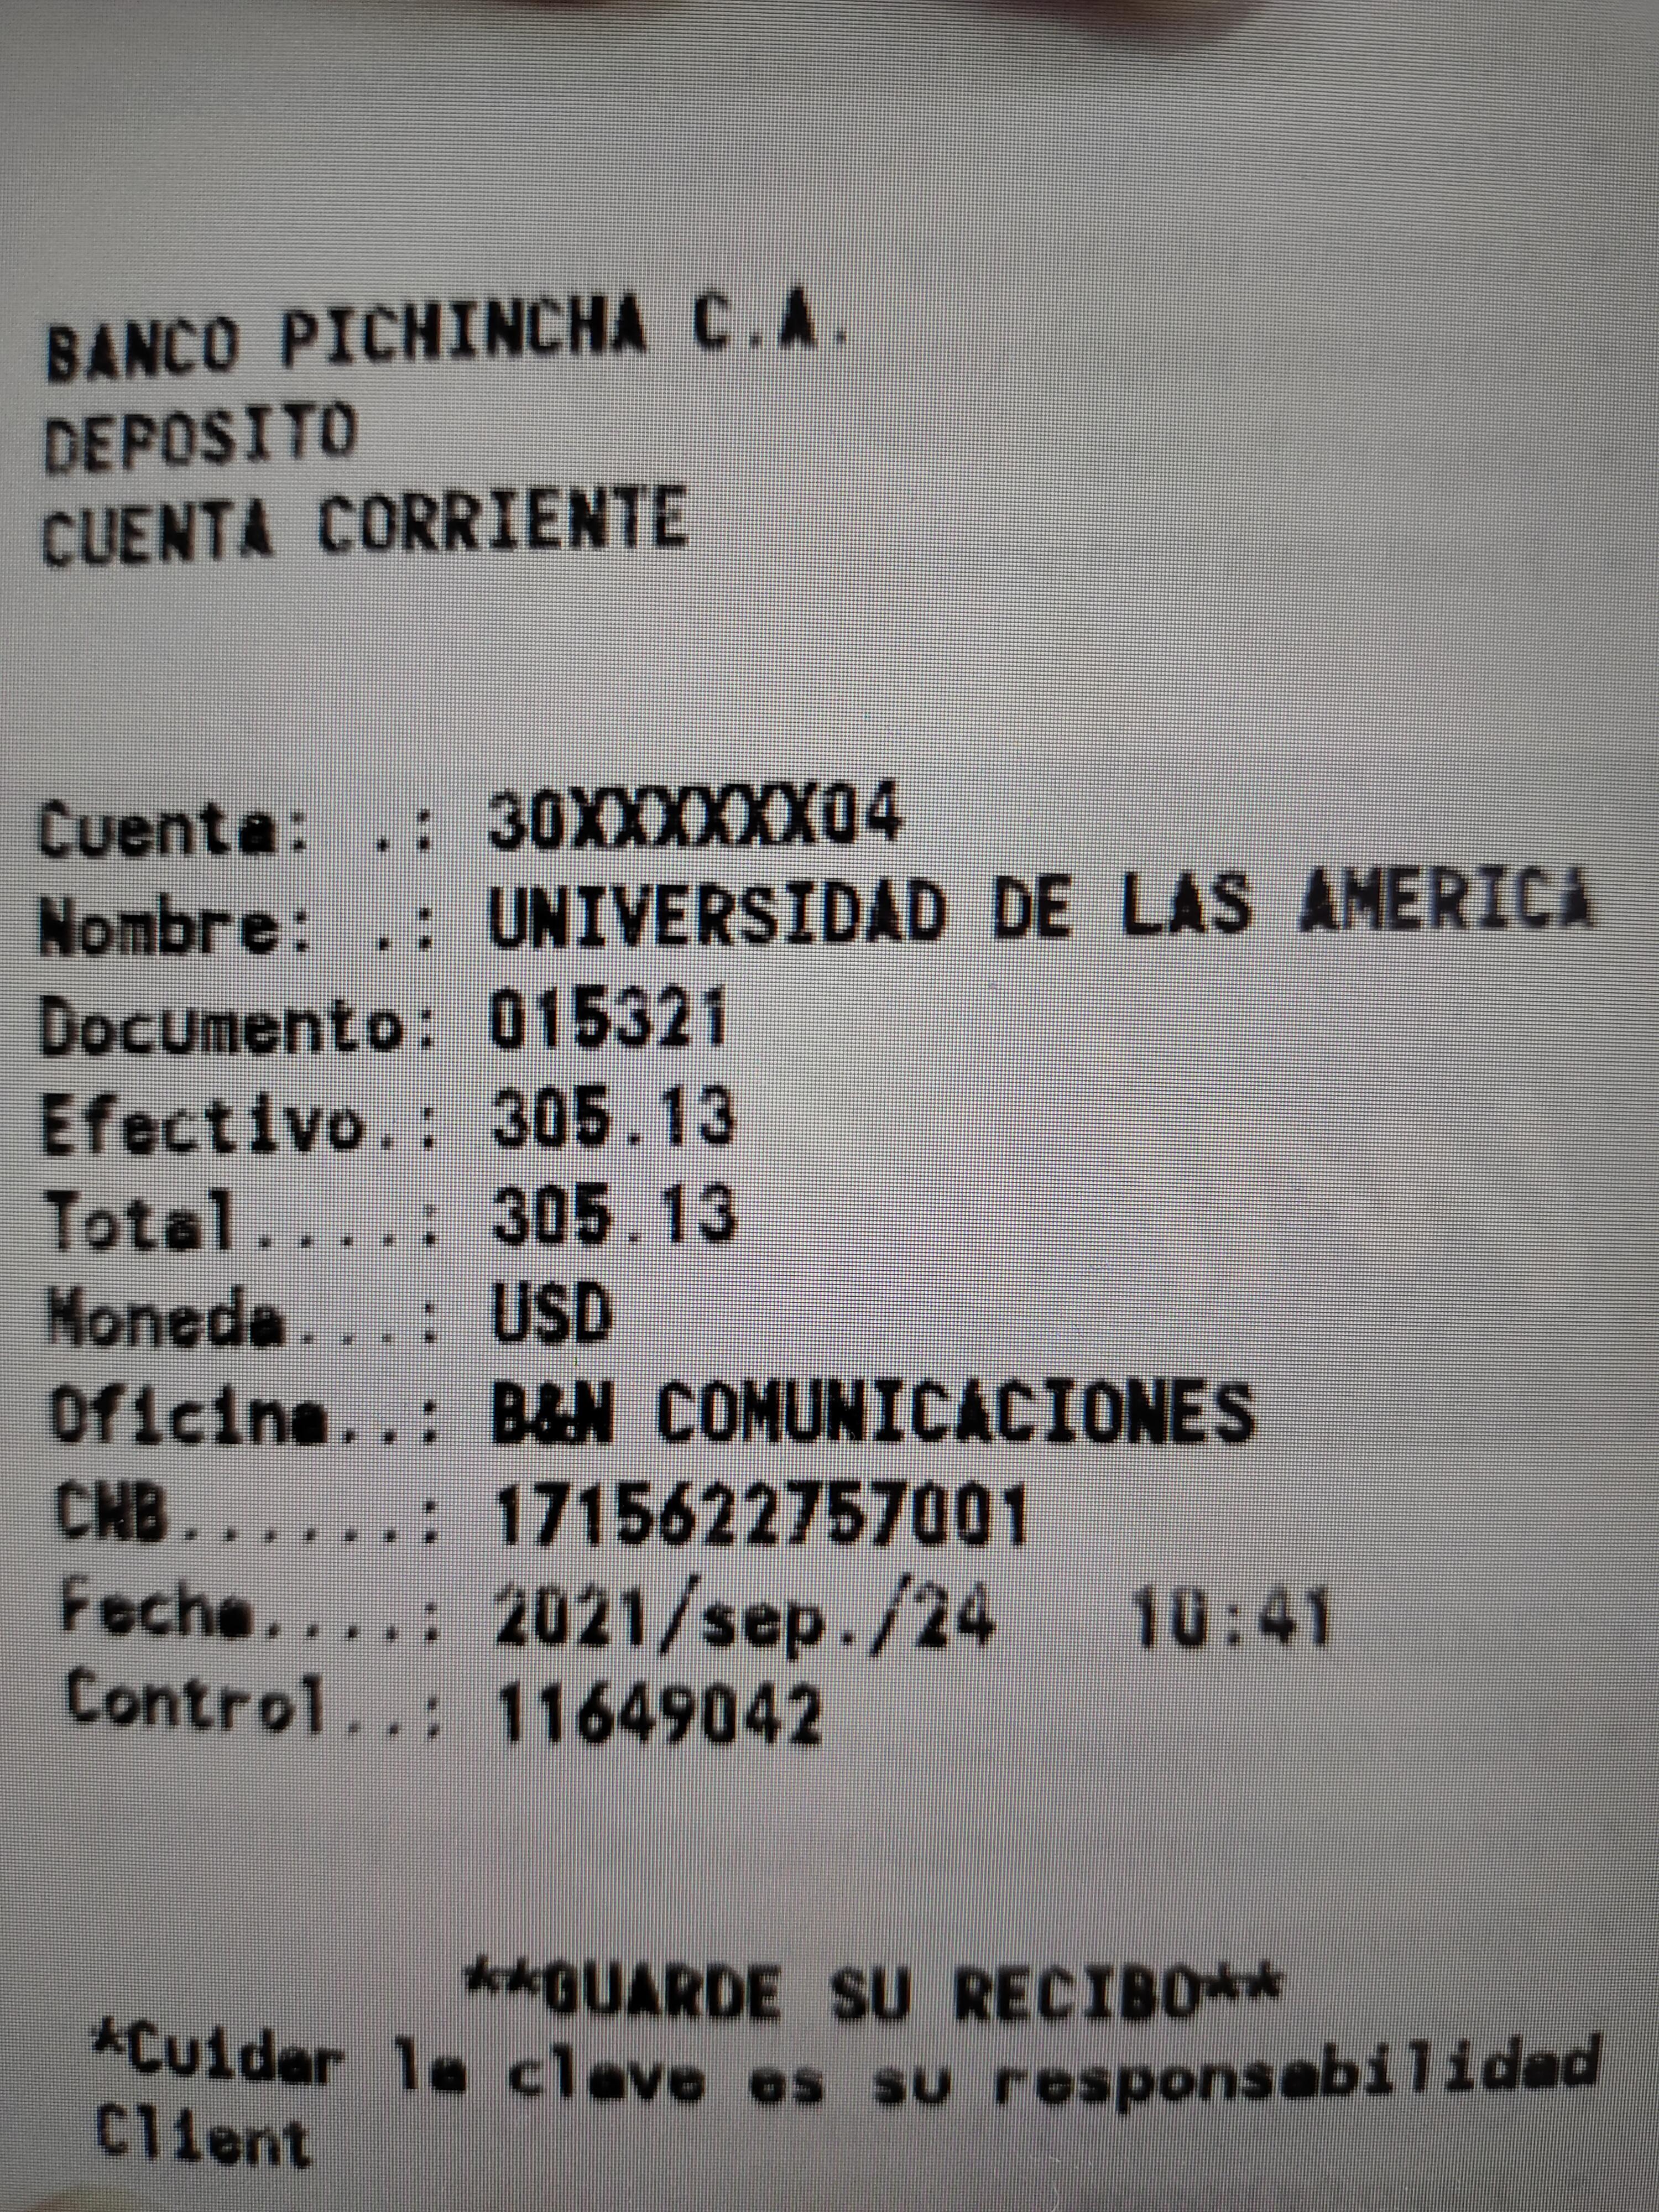 BANCO PICHINCHA C.A.
DEPOSITO
CUENTA CORRIENTE
Cuenta: .: 30XXXXXX04
Nombre: .: UNIVERSIDAD DE LAS AMERICA
Documento: 015321
Efectivo.: 305.13
Total....: 305.13
Moneda...: USD
Oficina..: B&N COMUNICACIONES
CNB......: 1715622757001
Fecha....: 2021/sep./24 10:41
Control..: 11649042
**GUARDE SU RECIBO**
*Cuidar la clave es su responsabilidad
Client